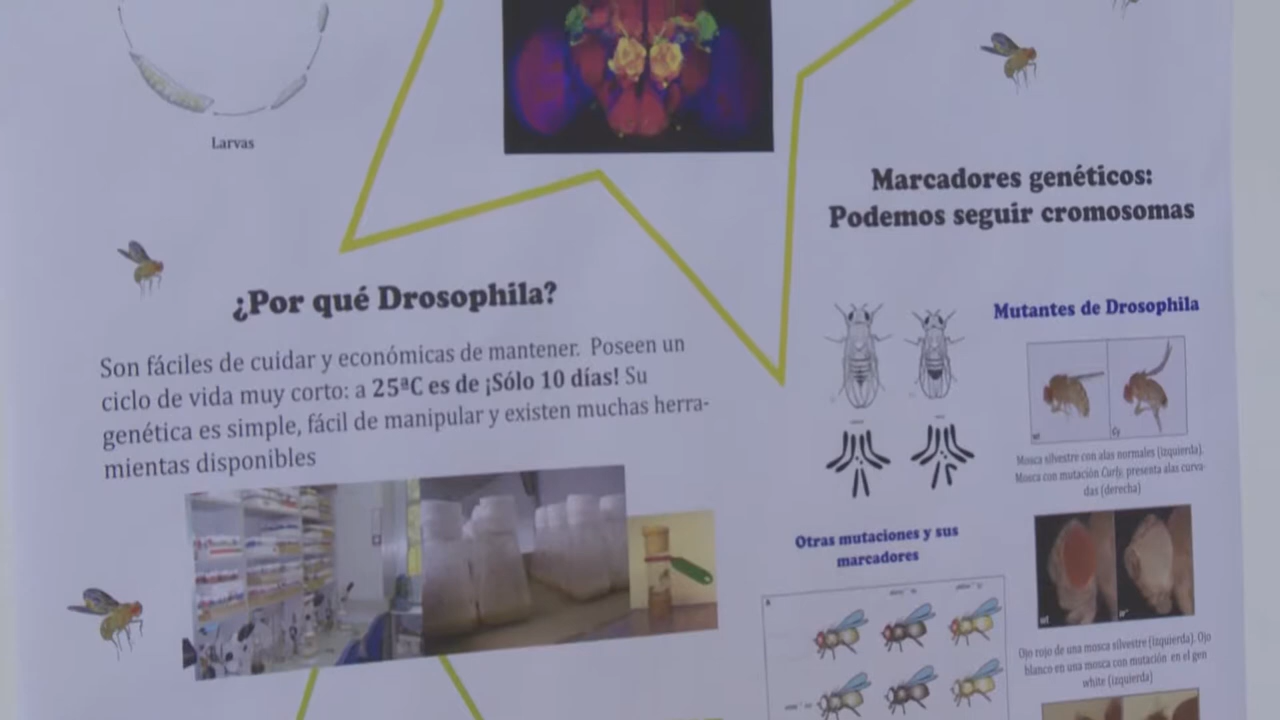 Larvas
¿Por qué Drosophila?
Son fáciles de cuidar y económicas de mantener. Poseen un
ciclo de vida muy corto: a 25ªC es de ¡Sólo 10 días! Su
genética es simple, fácil de manipular y existen muchas herra-
mientas disponibles
Marcadores genéticos:
Podemos seguir cromosomas
Mutantes de Drosophila
Mosca silvestre con alas normales (izquierda).
Mosca con mutación Curly, presenta alas curva-
das (derecha)
Otras mutaciones y sus
marcadores
Ojo rojo de una mosca silvestre (izquierda). Ojo
blanco en una mosca con mutación en el gen
white (izquierda)